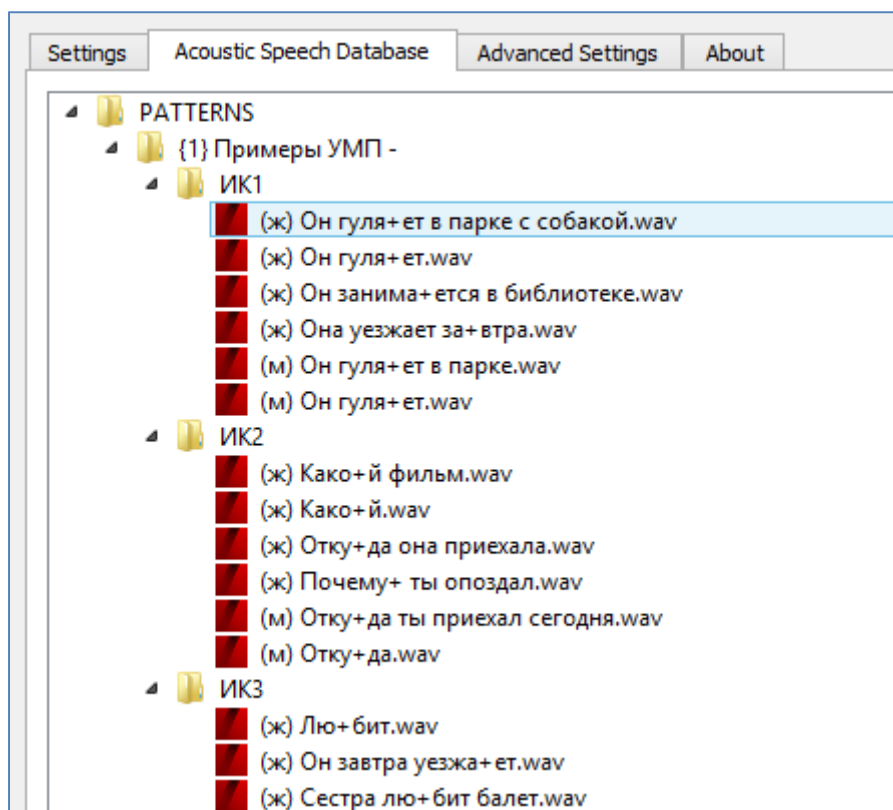 Settings Acoustic Speech Database Advanced Settings About
PATTERNS
{1} Примеры УМП -
ИК1
(ж) Он гуля+ет в парке с собакой.wav
(ж) Он гуля+ет.wav
(ж) Он занима+ется в библиотеке.wav
(ж) Она уезжает за+втра.wav
(м) Он гуля+ет в парке.wav
(м) Он гуля+ет.wav
ИК2
(ж) Како+й фильм.wav
(ж) Како+й.wav
(ж) Отку+да она приехала.wav
(ж) Почему+ ты опоздал.wav
(м) Отку+да ты приехал сегодня.wav
(м) Отку+да.wav
ИК3
(ж) Лю+бит.wav
(ж) Он завтра уезжа+ет.wav
(ж) Сестра лю+бит балет.wav